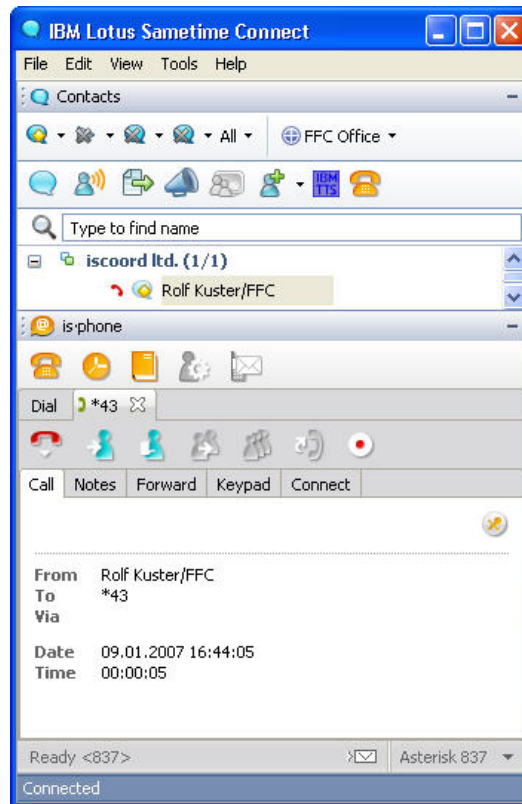 IBM Lotus Sametime Connect
File Edit View Tools Help
Contacts
All FFC Office
IBM TTS
Type to find name
iscoord ltd. (1/1)
Rolf Kuster/FFC
is·phone
Dial *43
Call Notes Forward Keypad Connect
From Rolf Kuster/FFC
To *43
Via
Date 09.01.2007 16:44:05
Time 00:00:05
Ready <837> Asterisk 837
Connected